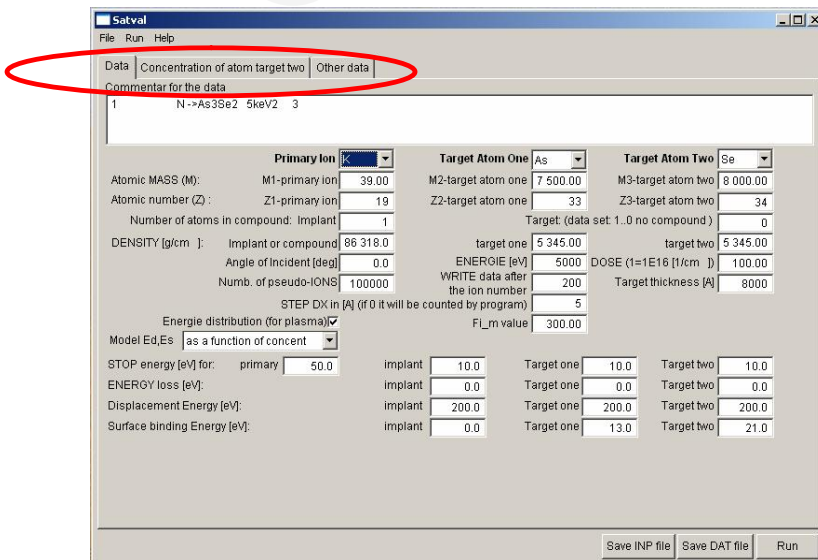 Satval
File Run Help
Data Concentration of atom target two Other data
Commentar for the data
1 N ->As3Se2 5keV2 3
Primary Ion K Target Atom One As Target Atom Two Se
Atomic MASS (M): M1-primary ion 39.00 M2-target atom one 7 500.00 M3-target atom two 8 000.00
Atomic number (Z) : Z1-primary ion 19 Z2-target atom one 33 Z3-target atom two 34
Number of atoms in compound: Implant 1 Target: (data set: 1..0 no compound ) 0
DENSITY [g/cm ]: Implant or compound 86 318.0 target one 5 345.00 target two 5 345.00
Angle of Incident [deg] 0.0 ENERGIE [eV] 5000 DOSE (1=1E16 [1/cm ]) 100.00
Numb. of pseudo-IONS 100000 WRITE data after the ion number 200 Target thickness [A] 8000
STEP DX in [A] (if 0 it will be counted by program) 5
Energie distribution (for plasma) Fi_m value 300.00
Model Ed,Es as a function of concent
STOP energy [eV] for: primary 50.0 implant 10.0 Target one 10.0 Target two 10.0
ENERGY loss [eV]: implant 0.0 Target one 0.0 Target two 0.0
Displacement Energy [eV]: implant 200.0 Target one 200.0 Target two 200.0
Surface binding Energy [eV]: implant 0.0 Target one 13.0 Target two 21.0
Save INP file Save DAT file Run